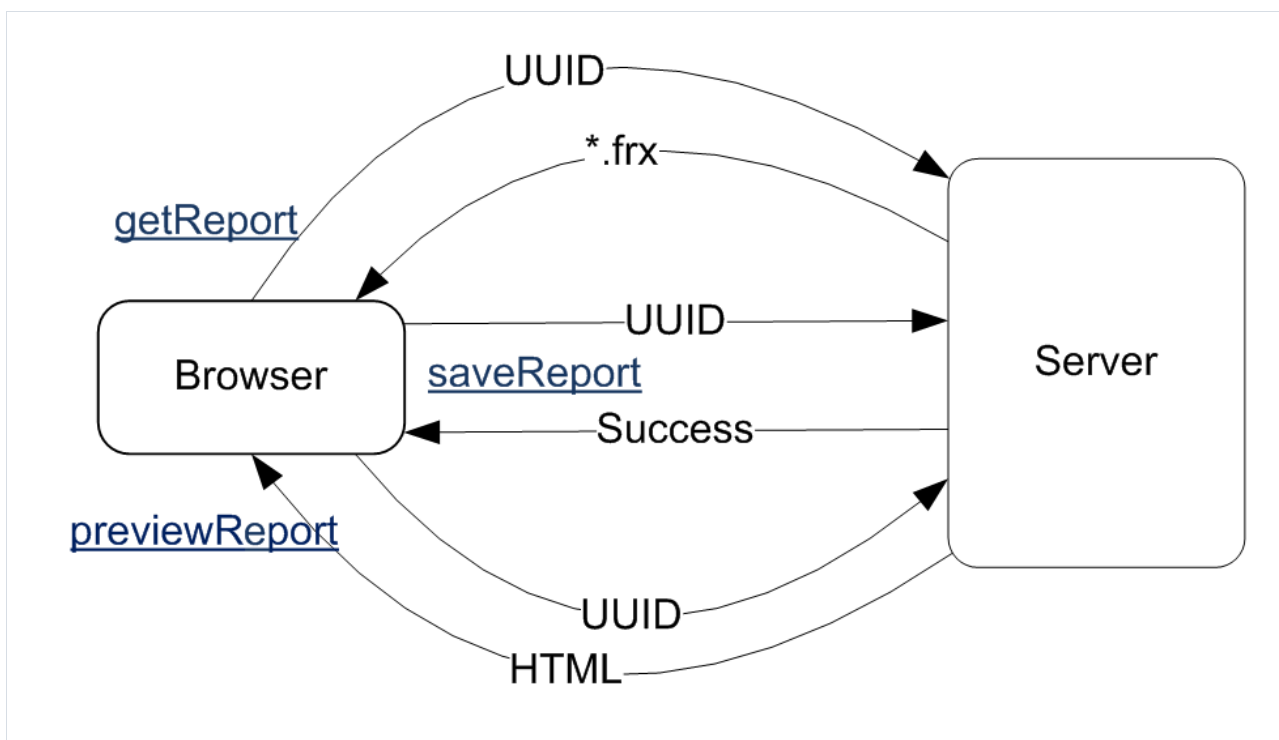 UUID
*.frx
getReport
UUID
Browser
saveReport
Server
Success
previewReport
UUID
HTML